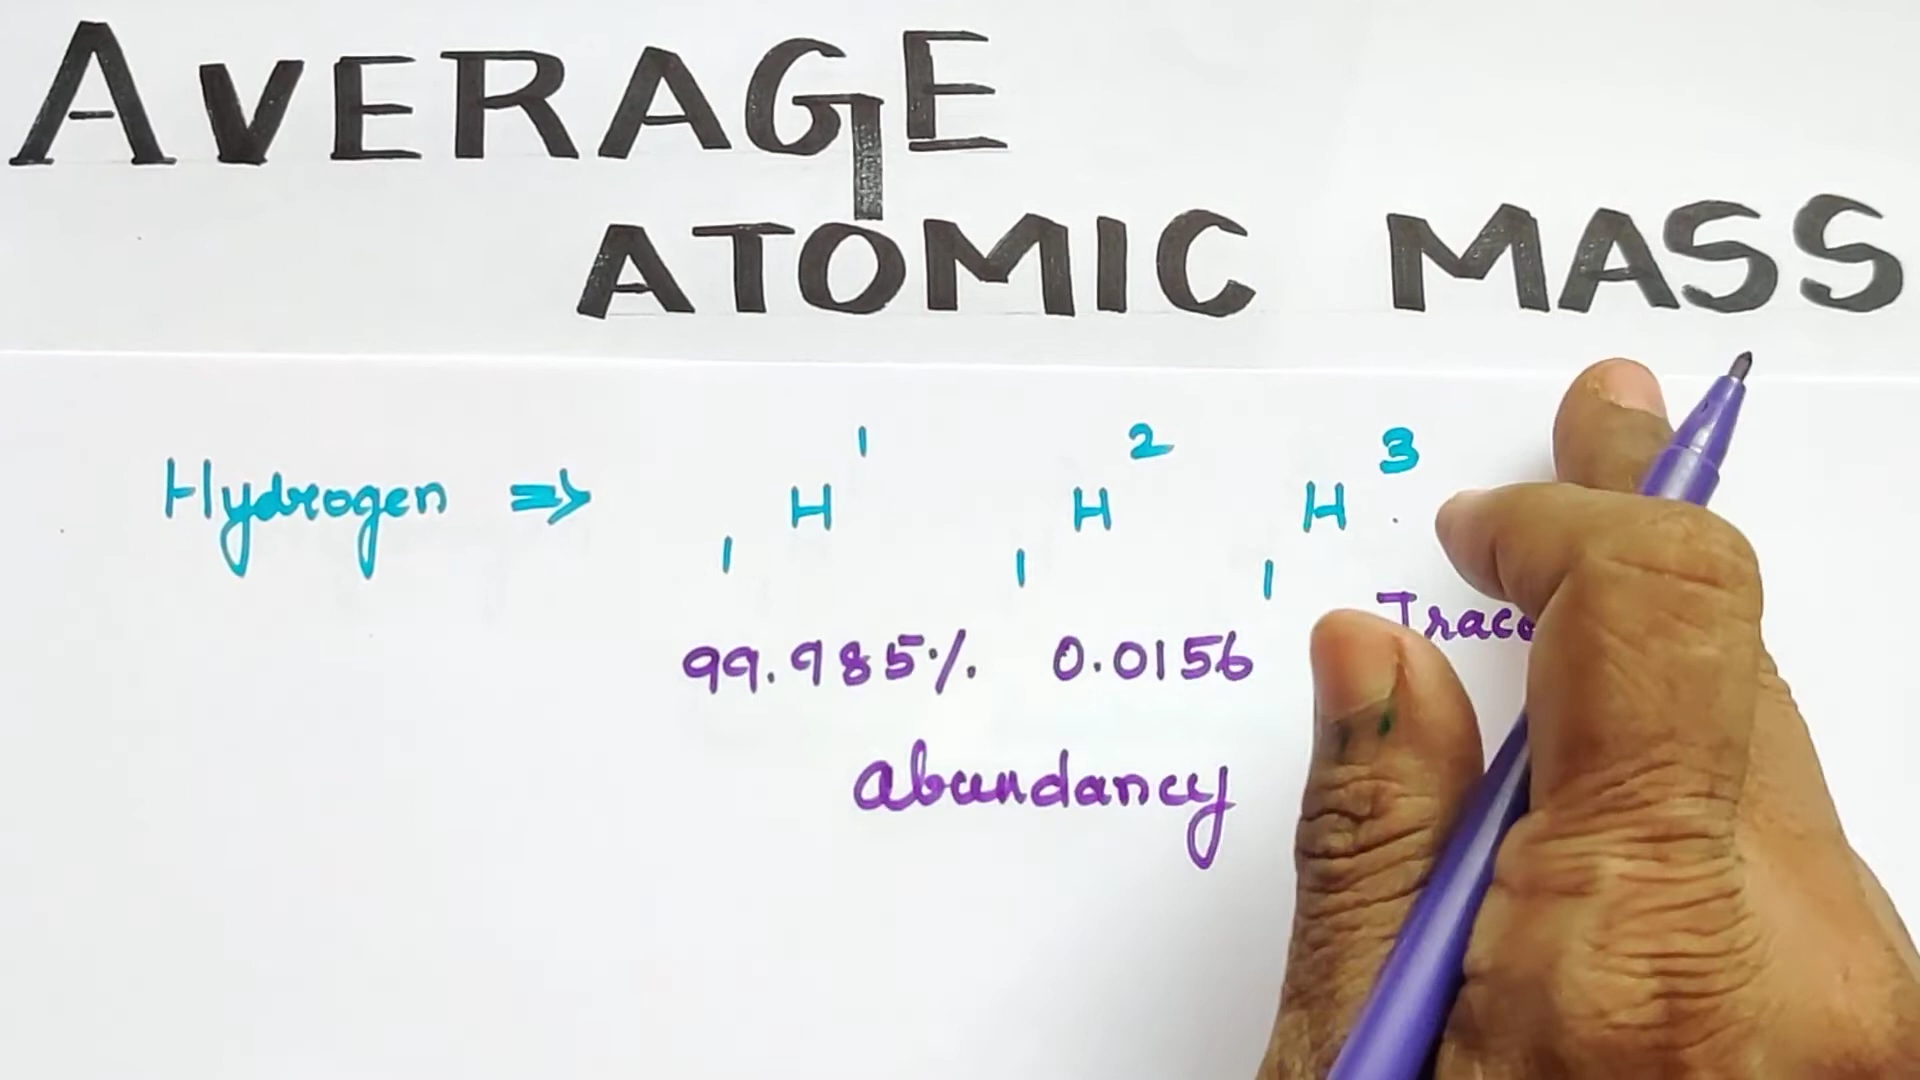 AVERAGE
ATOMIC MASS
Hydrogen ⇒ ₁H¹ ₁H² ₁H³
99.985% 0.0156
abundancy